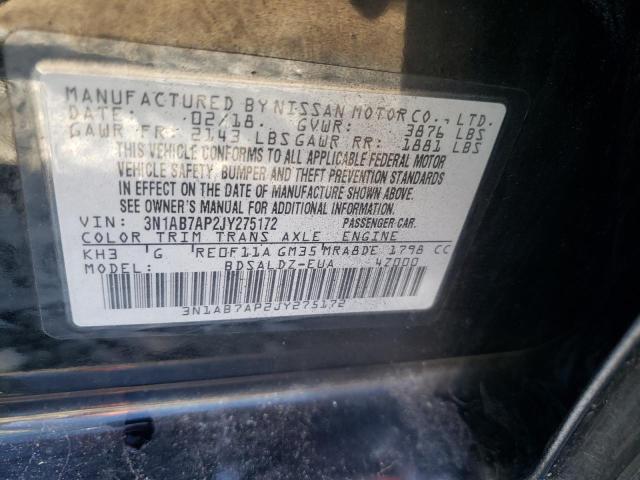 MANUFACTURED BY NISSAN MOTOR CO., LTD.
DATE: 02/18. GVWR: 3876 LBS
GAWR FR: 2143 LBS GAWR RR: 1881 LBS
THIS VEHICLE CONFORMS TO ALL APPLICABLE FEDERAL MOTOR
VEHICLE SAFETY, BUMPER AND THEFT PREVENTION STANDARDS
IN EFFECT ON THE DATE OF MANUFACTURE SHOWN ABOVE.
SEE OWNER'S MANUAL FOR ADDITIONAL INFORMATION.
VIN: 3N1AB7AP2JY275172 PASSENGER CAR.
COLOR TRIM TRANS AXLE ENGINE
KH3 G RE0F11A GM35 MRA8DE 1798 CC
MODEL: BDSALDZ-EUA 4Z000
3N1AB7AP2JY275172